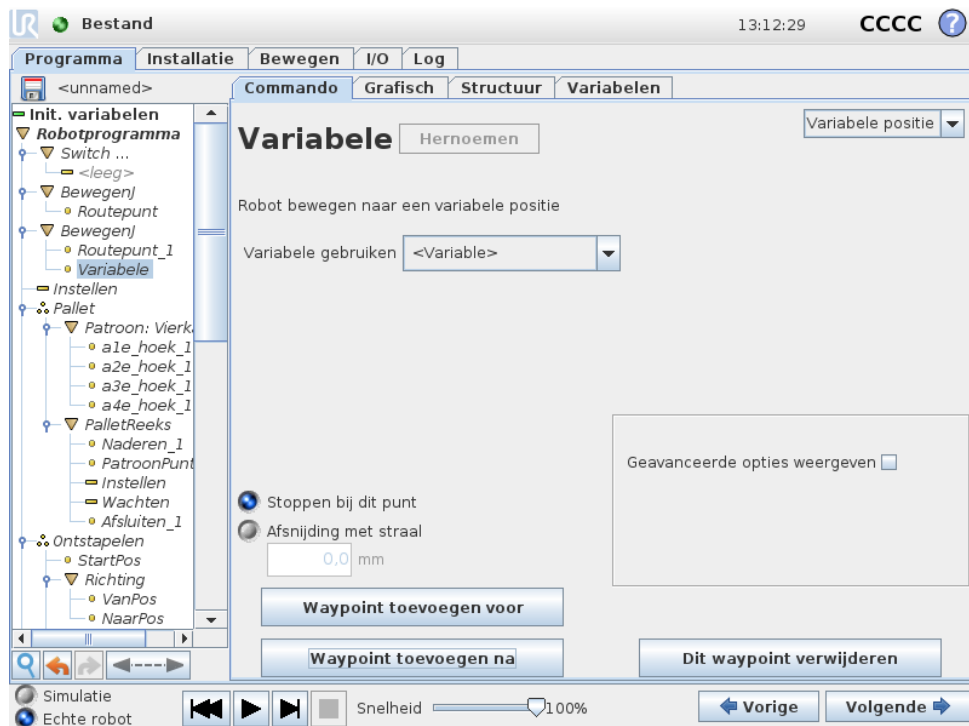 UR Bestand 13:12:29 CCCC ?
Programma Installatie Bewegen I/O Log
<unnamed>
Commando Grafisch Structuur Variabelen
Init. variabelen
Robotprogramma
Switch ...
<leeg>
BewegenJ
Routepunt
BewegenJ
Routepunt_1
Variabele
Instellen
Pallet
Patroon: Vierk
a1e_hoek_1
a2e_hoek_1
a3e_hoek_1
a4e_hoek_1
PalletReeks
Naderen_1
PatroonPunt
Instellen
Wachten
Afsluiten_1
Ontstapelen
StartPos
Richting
VanPos
NaarPos
Variabele Hernoemen
Variabele positie
Robot bewegen naar een variabele positie
Variabele gebruiken <Variable>
Geavanceerde opties weergeven
Stoppen bij dit punt
Afsnijding met straal
0,0 mm
Waypoint toevoegen voor
Waypoint toevoegen na
Dit waypoint verwijderen
Simulatie
Echte robot
Snelheid 100%
Vorige Volgende